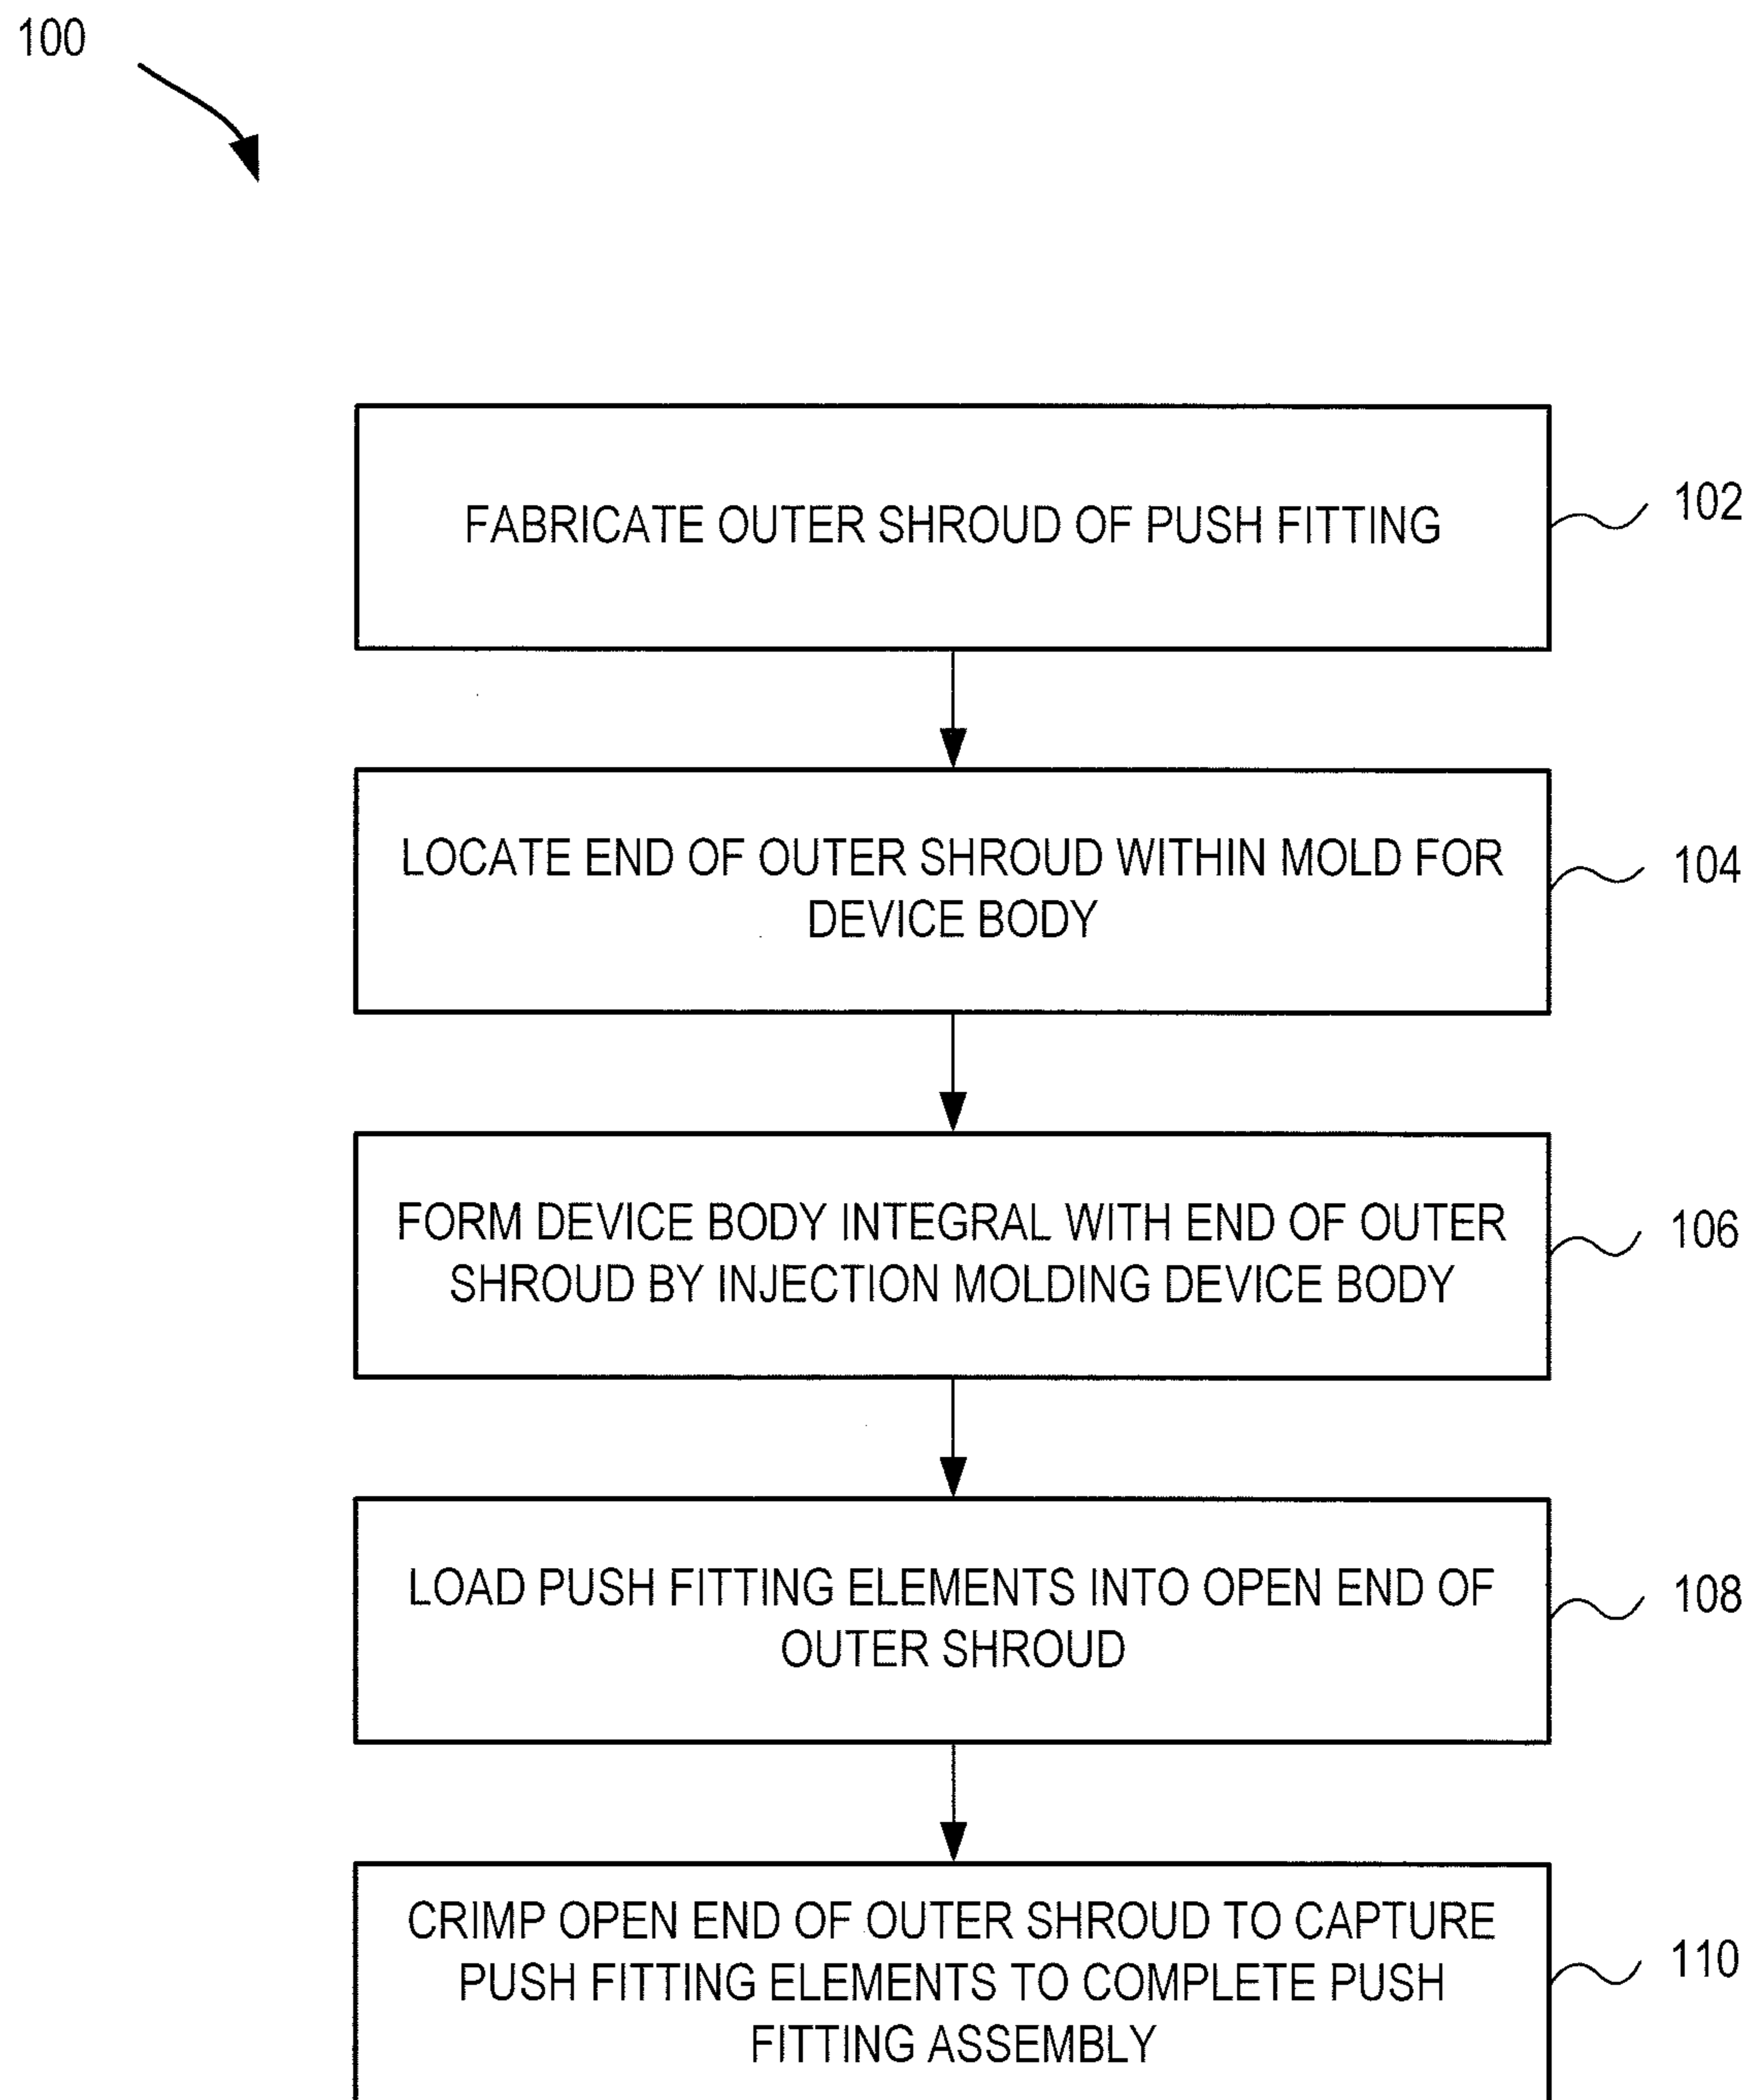 100
FABRICATE OUTER SHROUD OF PUSH FITTING
102
LOCATE END OF OUTER SHROUD WITHIN MOLD FOR
DEVICE BODY
104
FORM DEVICE BODY INTEGRAL WITH END OF OUTER
SHROUD BY INJECTION MOLDING DEVICE BODY
106
LOAD PUSH FITTING ELEMENTS INTO OPEN END OF
OUTER SHROUD
108
CRIMP OPEN END OF OUTER SHROUD TO CAPTURE
PUSH FITTING ELEMENTS TO COMPLETE PUSH
FITTING ASSEMBLY
110